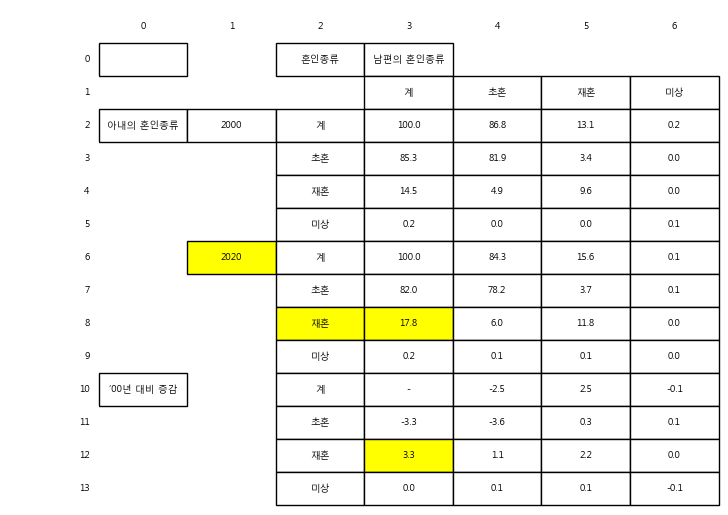 0 1 2 3 4 5 6
0 혼인종류 남편의 혼인종류
1 계 초혼 재혼 미상
2 아내의 혼인종류 2000 계 100.0 86.8 13.1 0.2
3 초혼 85.3 81.9 3.4 0.0
4 재혼 14.5 4.9 9.6 0.0
5 미상 0.2 0.0 0.0 0.1
6 2020 계 100.0 84.3 15.6 0.1
7 초혼 82.0 78.2 3.7 0.1
8 재혼 17.8 6.0 11.8 0.0
9 미상 0.2 0.1 0.1 0.0
10 '00년 대비 증감 계 - -2.5 2.5 -0.1
11 초혼 -3.3 -3.6 0.3 0.1
12 재혼 3.3 1.1 2.2 0.0
13 미상 0.0 0.1 0.1 -0.1